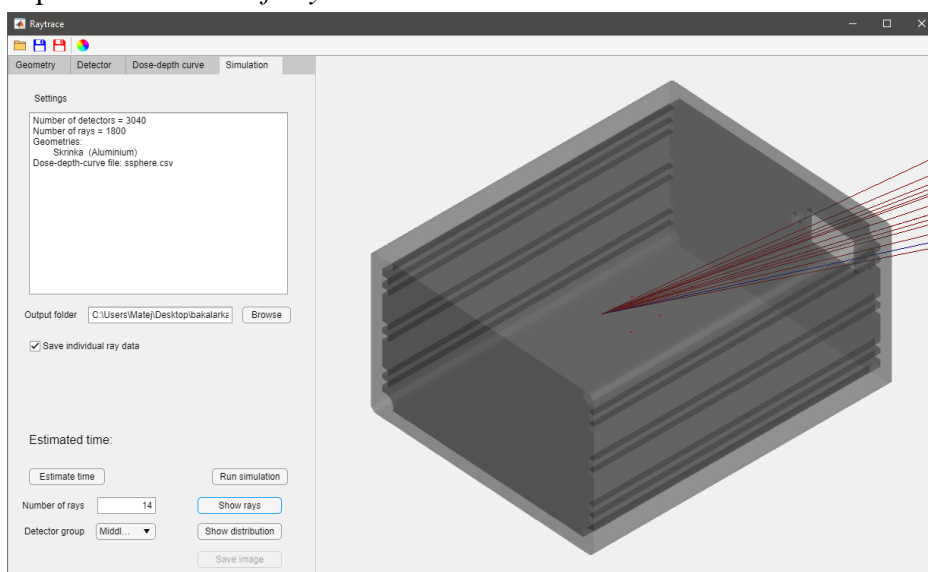 Raytrace
Geometry Detector Dose-depth curve Simulation
Settings
Number of detectors = 3040
Number of rays = 1800
Geometries:
Skrinka (Aluminium)
Dose-depth-curve file: ssphere.csv
Output folder C:\Users\Matej\Desktop\bakalarka Browse
Save individual ray data
Estimated time:
Estimate time Run simulation
Number of rays 14 Show rays
Detector group Middl... Show distribution
Save image